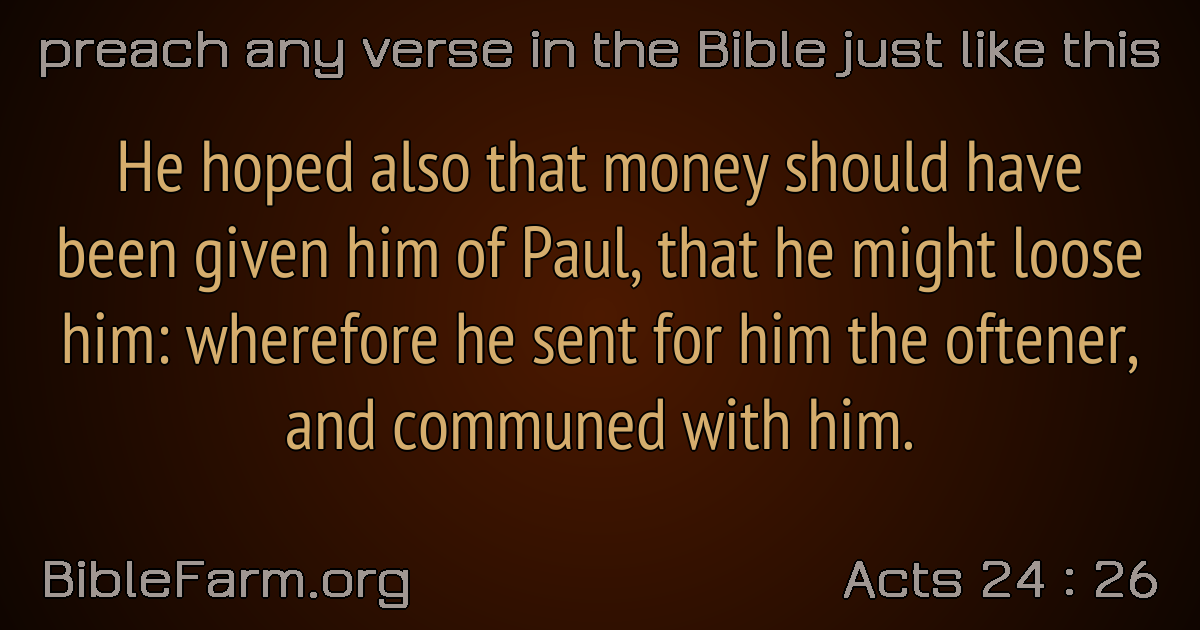 preach any verse in the Bible just like this
He hoped also that money should have
been given him of Paul, that he might loose
him: wherefore he sent for him the oftener,
and communed with him.
BibleFarm.org
Acts 24 : 26